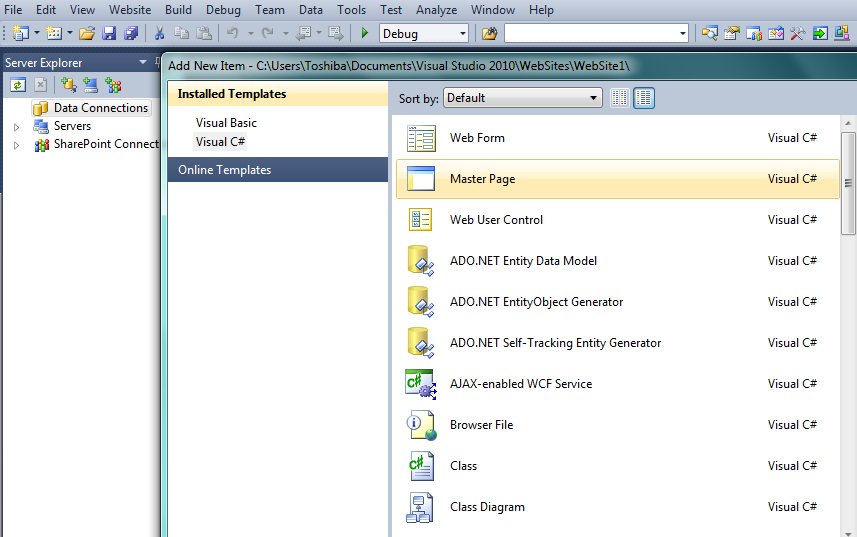 File Edit View Website Build Debug Team Data Tools Test Analyze Window Help
Debug
Server Explorer
Data Connections
Servers
SharePoint Connect
Add New Item - C:\Users\Toshiba\Documents\Visual Studio 2010\WebSites\WebSite1\
Installed Templates
Visual Basic
Visual C#
Online Templates
Sort by: Default
Web Form Visual C#
Master Page Visual C#
Web User Control Visual C#
ADO.NET Entity Data Model Visual C#
ADO.NET EntityObject Generator Visual C#
ADO.NET Self-Tracking Entity Generator Visual C#
AJAX-enabled WCF Service Visual C#
Browser File Visual C#
Class Visual C#
Class Diagram Visual C#